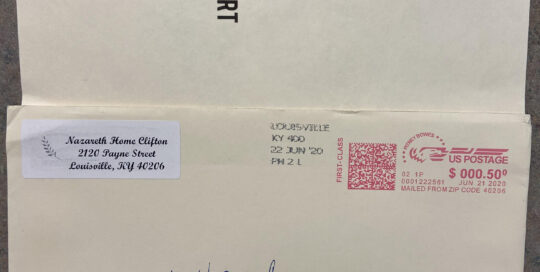 RT
Nazareth Home Clifton
2120 Payne Street
Louisville, KY 40206
LOUISVILLE
KY 400
22 JUN '20
PM 2 L
FIRST-CLASS
PITNEY BOWES
US POSTAGE
$ 000.50⁰
02 1P
0001222561 JUN 21 2020
MAILED FROM ZIP CODE 40206